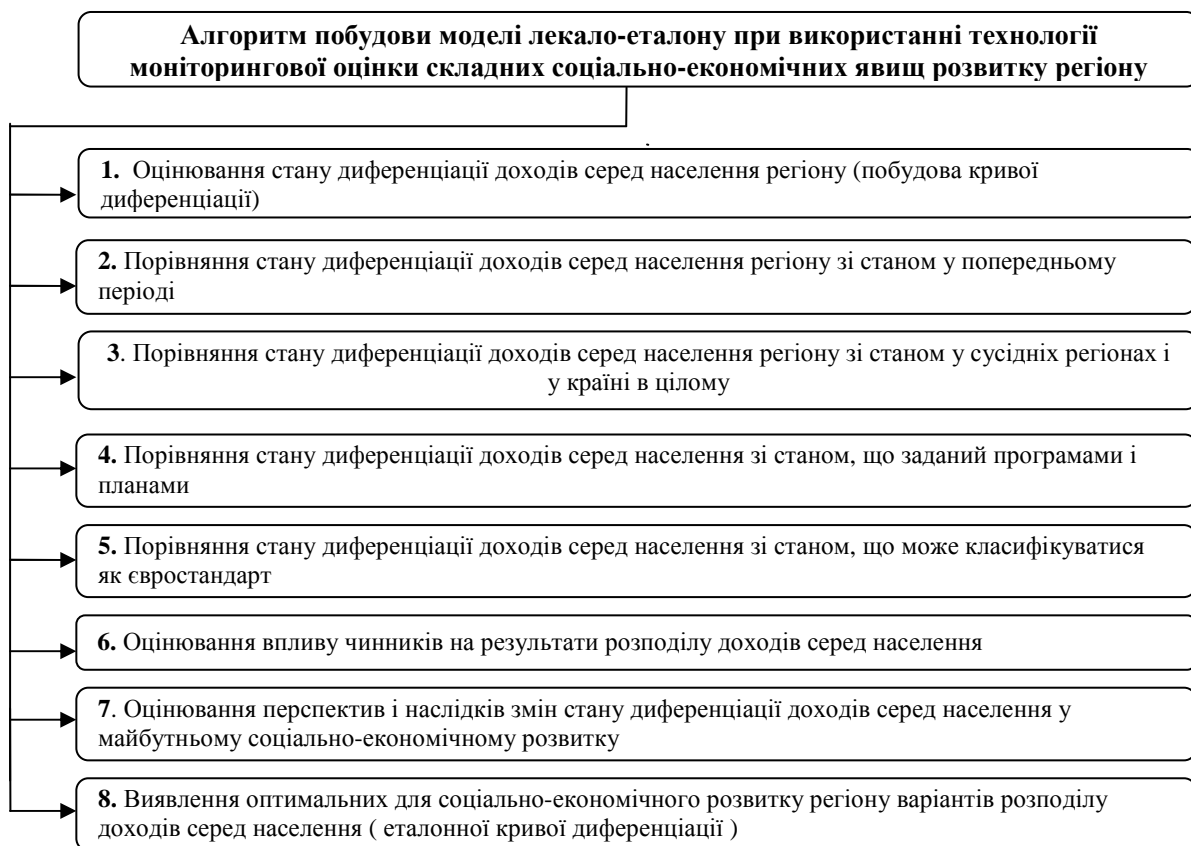 Алгоритм побудови моделі лекало-еталону при використанні технології
моніторингової оцінки складних соціально-економічних явищ розвитку регіону
1. Оцінювання стану диференціації доходів серед населення регіону (побудова кривої
диференціації)
2. Порівняння стану диференціації доходів серед населення регіону зі станом у попередньому
періоді
3. Порівняння стану диференціації доходів серед населення регіону зі станом у сусідніх регіонах і
у країні в цілому
4. Порівняння стану диференціації доходів серед населення зі станом, що заданий програмами і
планами
5. Порівняння стану диференціації доходів серед населення зі станом, що може класифікуватися
як євростандарт
6. Оцінювання впливу чинників на результати розподілу доходів серед населення
7. Оцінювання перспектив і наслідків змін стану диференціації доходів серед населення у
майбутньому соціально-економічному розвитку
8. Виявлення оптимальних для соціально-економічного розвитку регіону варіантів розподілу
доходів серед населення ( еталонної кривої диференціації )